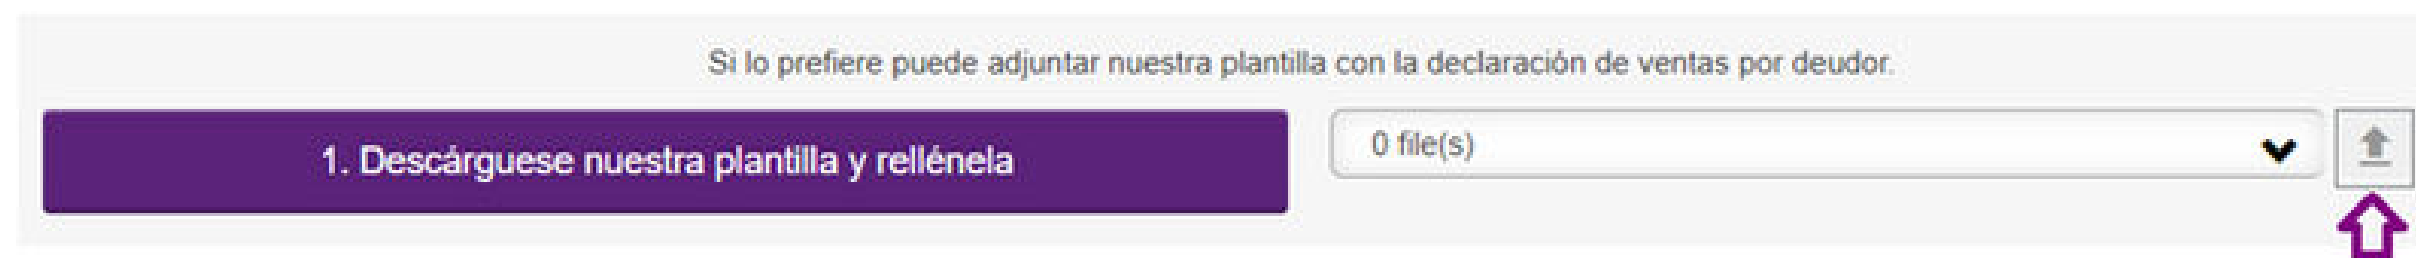 Si lo prefiere puede adjuntar nuestra plantilla con la declaración de ventas por deudor.
1. Descárguese nuestra plantilla y rellénela
0 file(s)